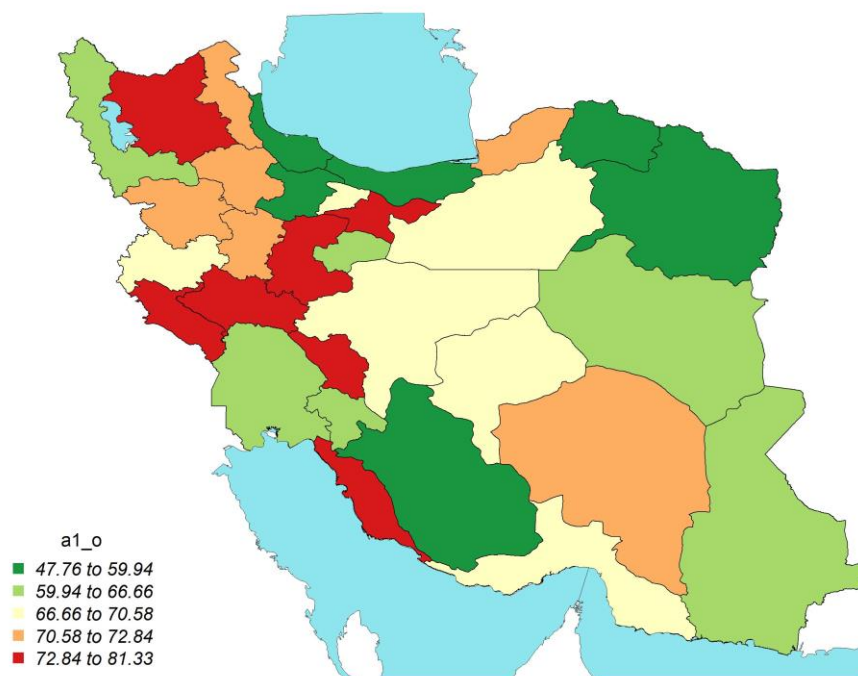 a1_o
47.76 to 59.94
59.94 to 66.66
66.66 to 70.58
70.58 to 72.84
72.84 to 81.33